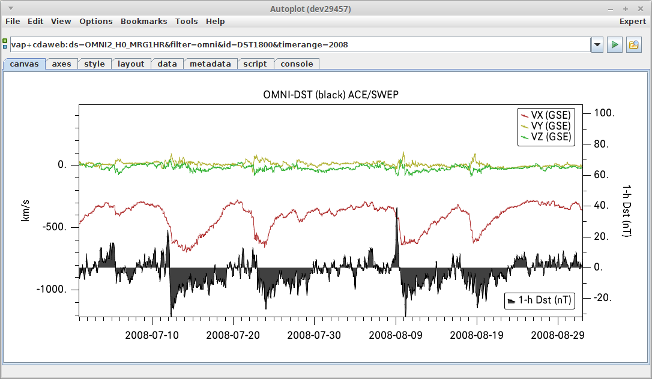 Autoplot (dev29457)
File Edit View Options Bookmarks Tools Help Expert
vap+cdaweb:ds=OMNI2_H0_MRG1HR&filter=omni&id=DST1800&timerange=2008
canvas axes style layout data metadata script console
OMNI-DST (black) ACE/SWEP
VX (GSE)
VY (GSE)
VZ (GSE)
0.
-500.
-1000.
km/s
100.
80.
60.
40.
20.
0.
-20.
1-h Dst (nT)
1-h Dst (nT)
2008-07-10 2008-07-20 2008-07-30 2008-08-09 2008-08-19 2008-08-29